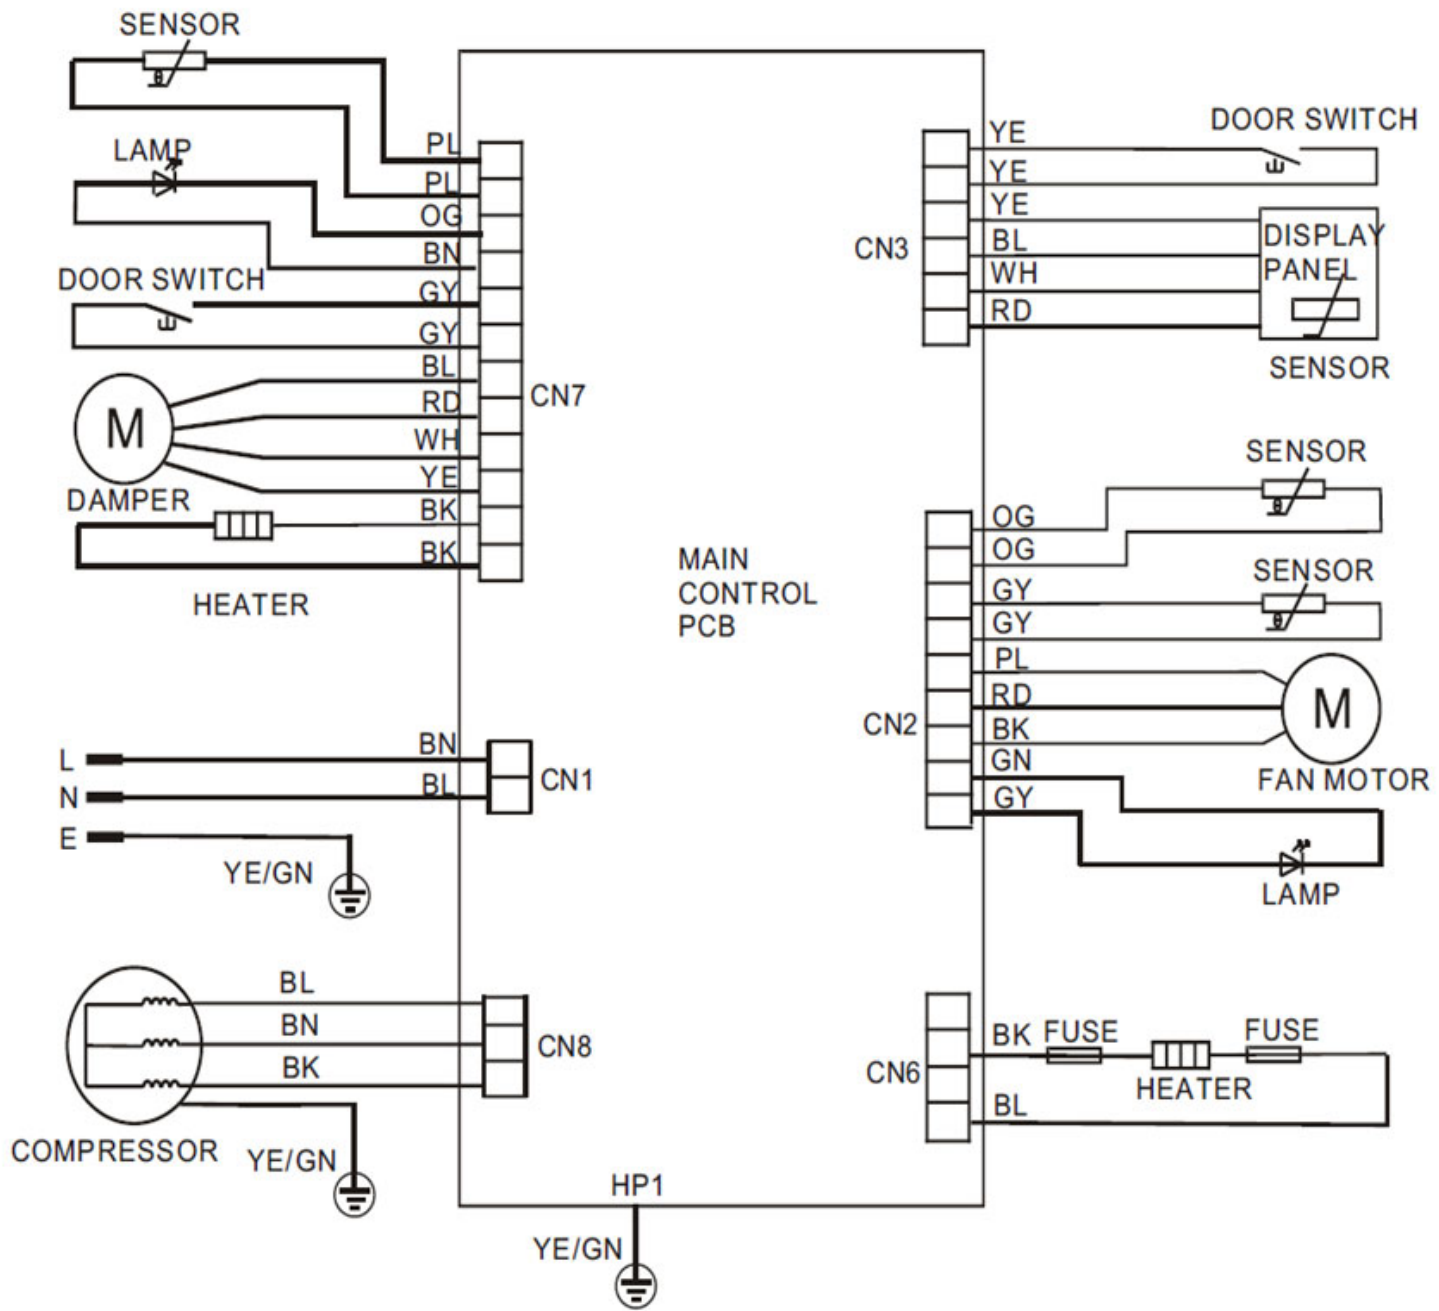 SENSOR
LAMP
DOOR SWITCH
M
DAMPER
HEATER
PL
PL
OG
BN
GY
GY
BL
RD
WH
YE
BK
BK
CN7
L
N
E
BN
BL
CN1
YE/GN
BL
BN
BK
CN8
COMPRESSOR
YE/GN
MAIN
CONTROL
PCB
HP1
YE/GN
YE
YE
YE
BL
WH
RD
CN3
DOOR SWITCH
DISPLAY
PANEL
SENSOR
SENSOR
SENSOR
OG
OG
GY
GY
PL
RD
BK
GN
GY
CN2
M
FAN MOTOR
LAMP
CN6
BK
FUSE
FUSE
HEATER
BL